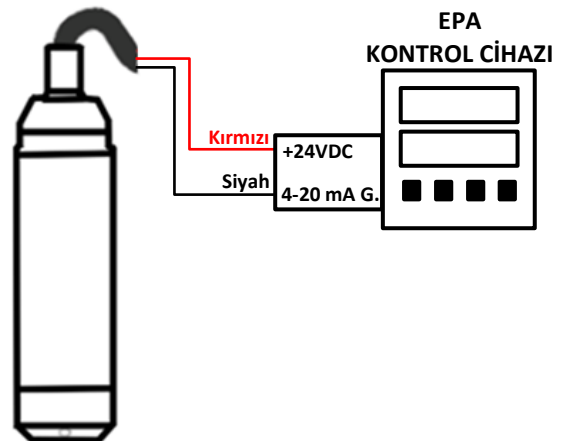 EPA
KONTROL CİHAZI
Kırmızı
+24VDC
Siyah
4-20 mA G.